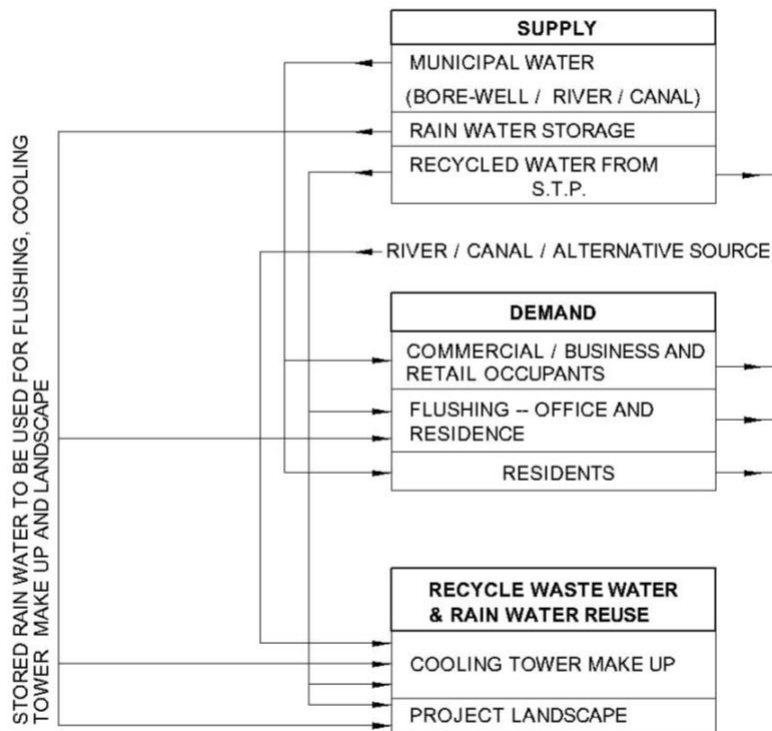 SUPPLY
MUNICIPAL WATER
(BORE-WELL / RIVER / CANAL)
RAIN WATER STORAGE
RECYCLED WATER FROM
S.T.P.
RIVER / CANAL / ALTERNATIVE SOURCE
DEMAND
COMMERCIAL / BUSINESS AND
RETAIL OCCUPANTS
FLUSHING -- OFFICE AND
RESIDENCE
RESIDENTS
RECYCLE WASTE WATER
& RAIN WATER REUSE
COOLING TOWER MAKE UP
PROJECT LANDSCAPE
STORED RAIN WATER TO BE USED FOR FLUSHING, COOLING
TOWER MAKE UP AND LANDSCAPE